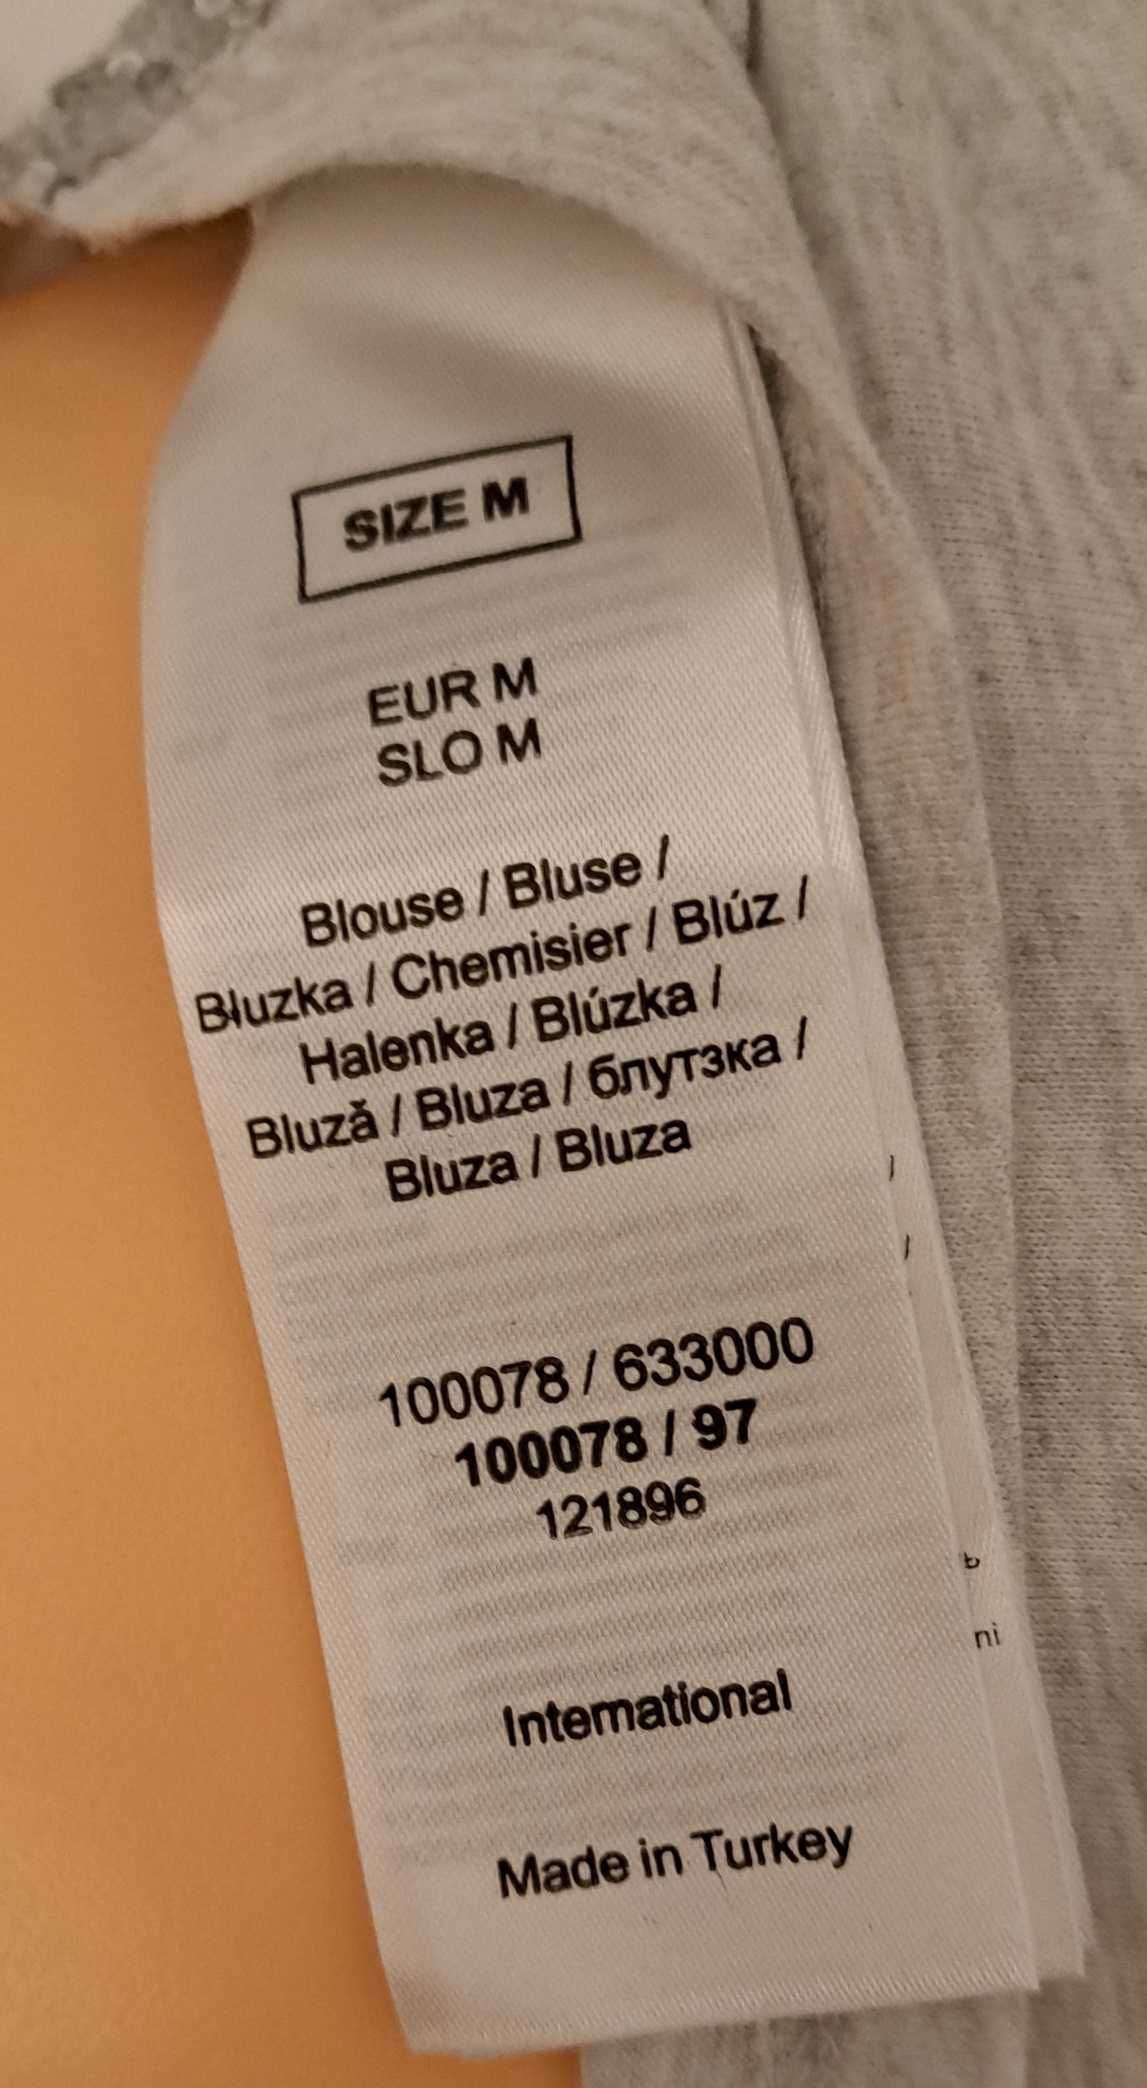 SIZE M
EUR M
SLO M
Blouse / Bluse /
Bluzka / Chemisier / Blúz /
Halenka / Blúzka /
Bluză / Bluza / блутзка /
Bluza / Bluza
100078 / 633000
100078 / 97
121896
ni
International
Made in Turkey